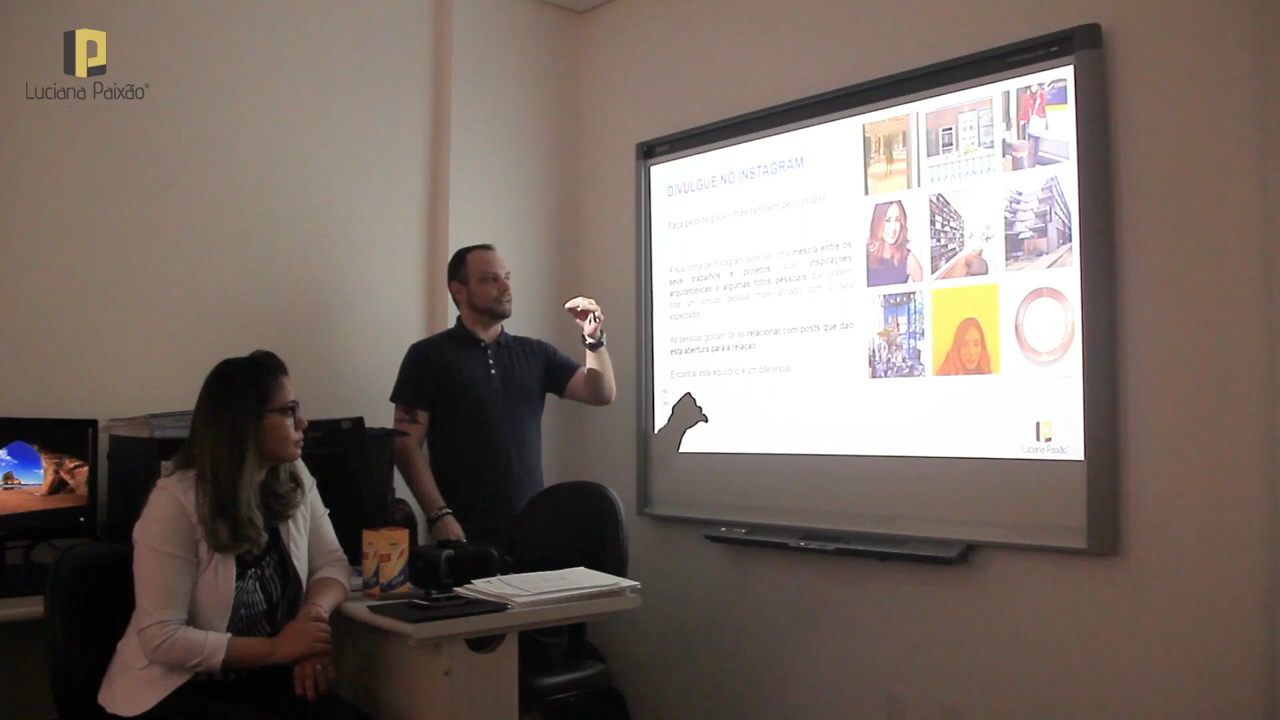 Luciana Paixão®
DIVULGUE NO INSTAGRAM
Faça pelo negócio, mas também pelo prazer
A sua conta de Instagram pode ser uma mescla entre os
seus trabalhos e projetos, suas inspirações
arquitetônicas e algumas fotos pessoais que podem
criar um vínculo pessoal mais afinado com o seu
espectador.
As pessoas gostam de se relacionar com posts que dão
esta abertura para a relação.
Encontrar este equilíbrio é um diferencial.
Luciana Paixão®